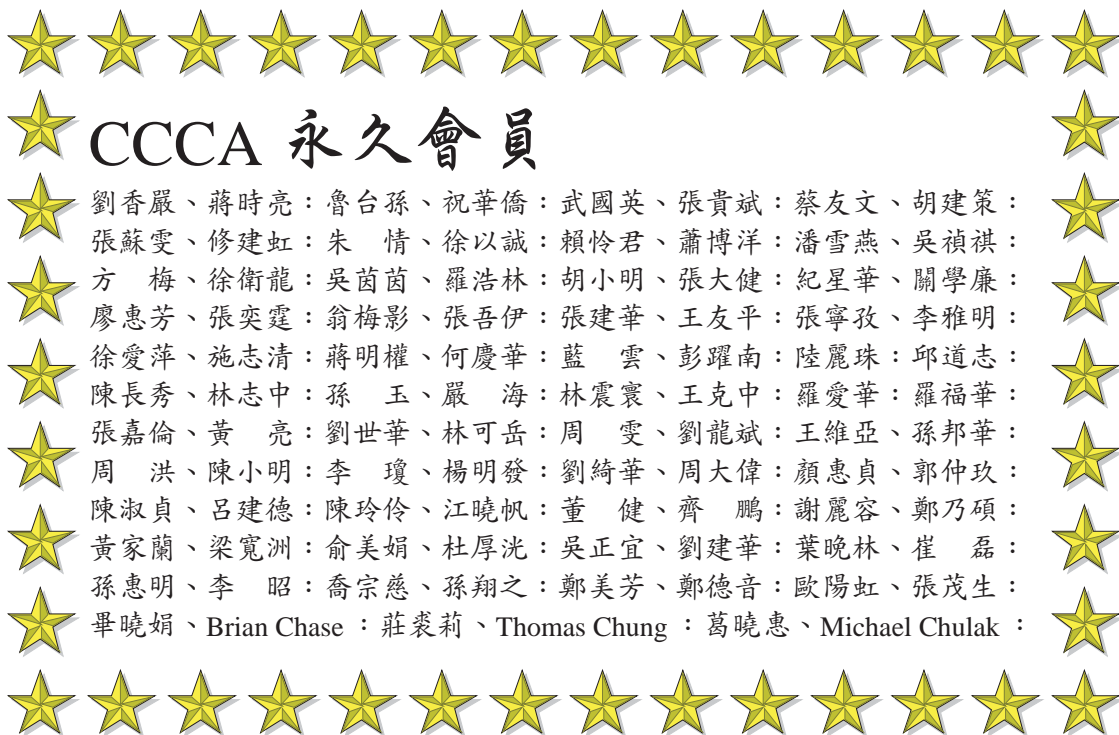 CCCA 永久會員
劉香嚴、蔣時亮：魯台孫、祝華僑：武國英、張貴斌：蔡友文、胡建策：
張蘇雯、修建虹：朱　情、徐以誠：賴怜君、蕭博洋：潘雪燕、吳禎祺：
方　梅、徐衛龍：吳茵茵、羅浩林：胡小明、張大健：紀星華、關學廉：
廖惠芳、張奕霆：翁梅影、張吾伊：張建華、王友平：張寧孜、李雅明：
徐愛萍、施志清：蔣明權、何慶華：藍　雲、彭躍南：陸麗珠：邱道志：
陳長秀、林志中：孫　玉、嚴　海：林震寰、王克中：羅愛華：羅福華：
張嘉倫、黃　亮：劉世華、林可岳：周　雯、劉龍斌：王維亞、孫邦華：
周　洪、陳小明：李　瓊、楊明發：劉綺華、周大偉：顏惠貞、郭仲玖：
陳淑貞、呂建德：陳玲伶、江曉帆：董　健、齊　鵬：謝麗容、鄭乃碩：
黃家蘭、梁寬洲：俞美娟、杜厚洸：吳正宜、劉建華：葉晚林、崔　磊：
孫惠明、李　昭：喬宗慈、孫翔之：鄭美芳、鄭德音：歐陽虹、張茂生：
畢曉娟、Brian Chase：莊裘莉、Thomas Chung：葛曉惠、Michael Chulak：